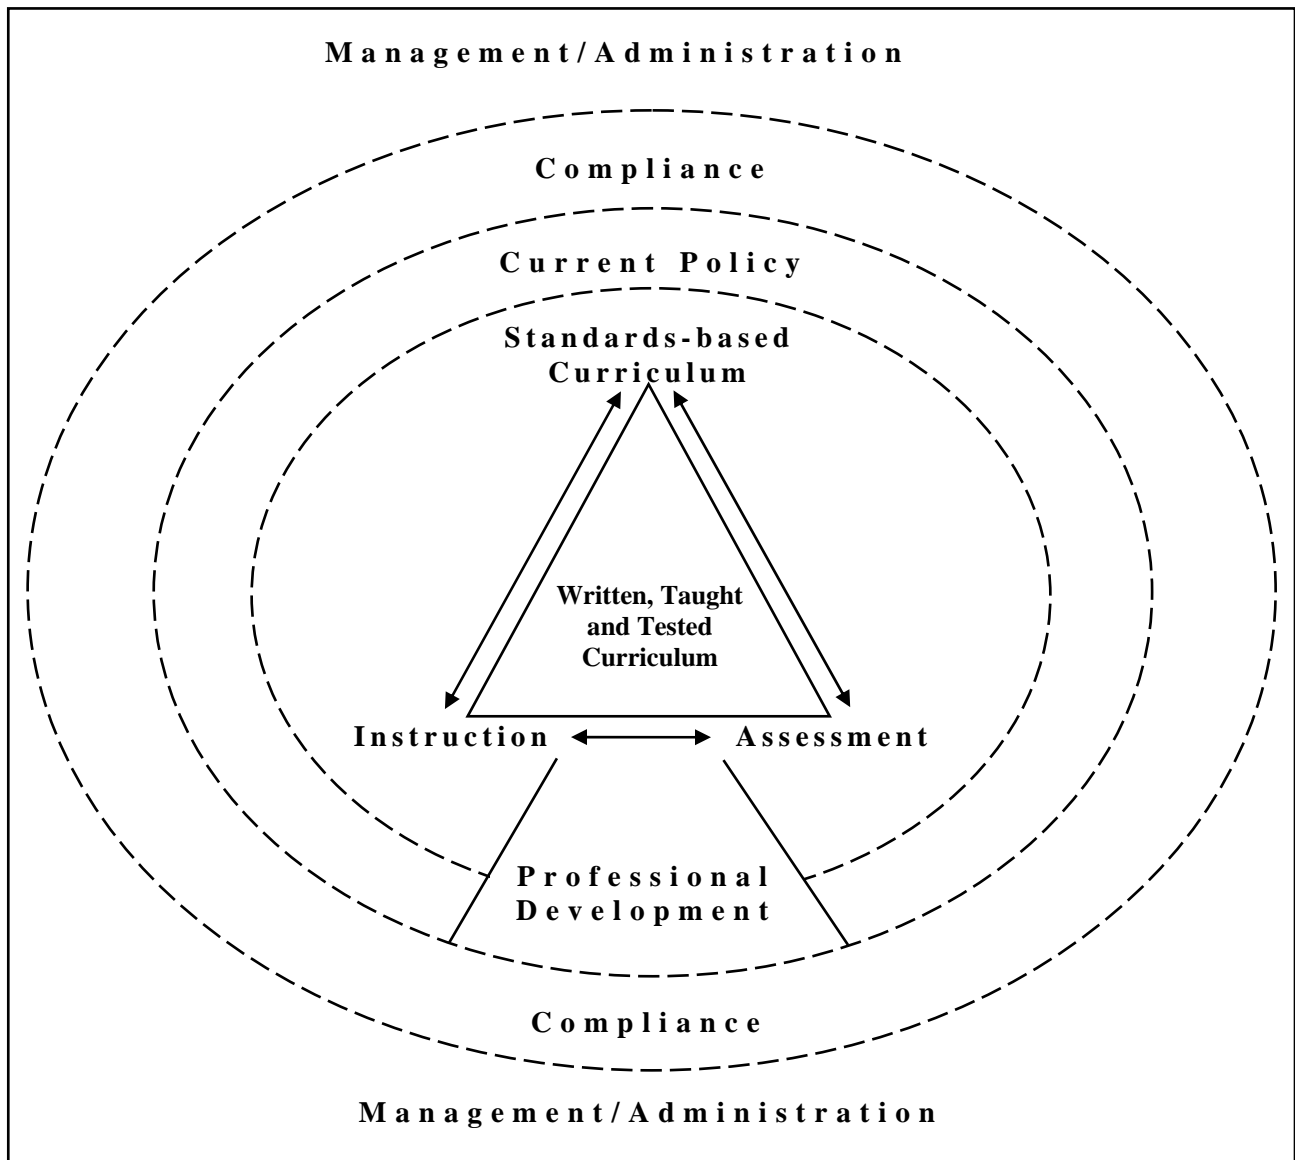 Management/Administration
Compliance
Current Policy
Standards-based
Curriculum
Written, Taught
and Tested
Curriculum
Instruction
Assessment
Professional
Development
Compliance
Management/Administration